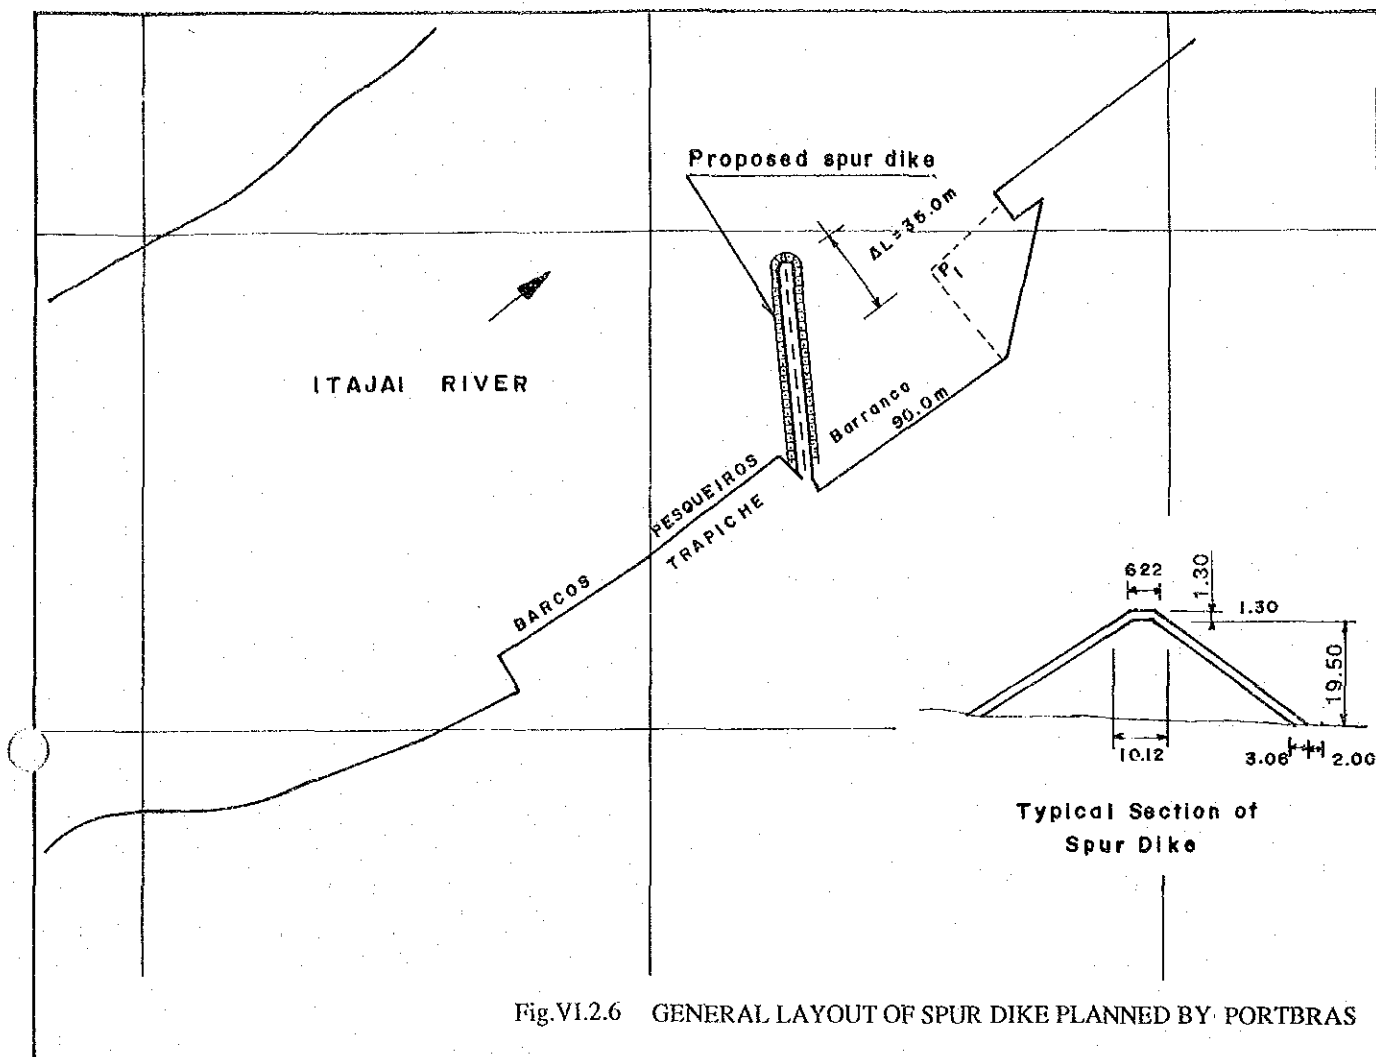 Proposed spur dike
ΔL=35.0m
P1
ITAJAI RIVER
Barranco
90.0m
BARCOS PESQUEIROS
TRAPICHE
622
1.30
1.30
19.50
10.12
3.06
2.00
Typical Section of
Spur Dike
Fig.VI.2.6 GENERAL LAYOUT OF SPUR DIKE PLANNED BY PORTBRAS